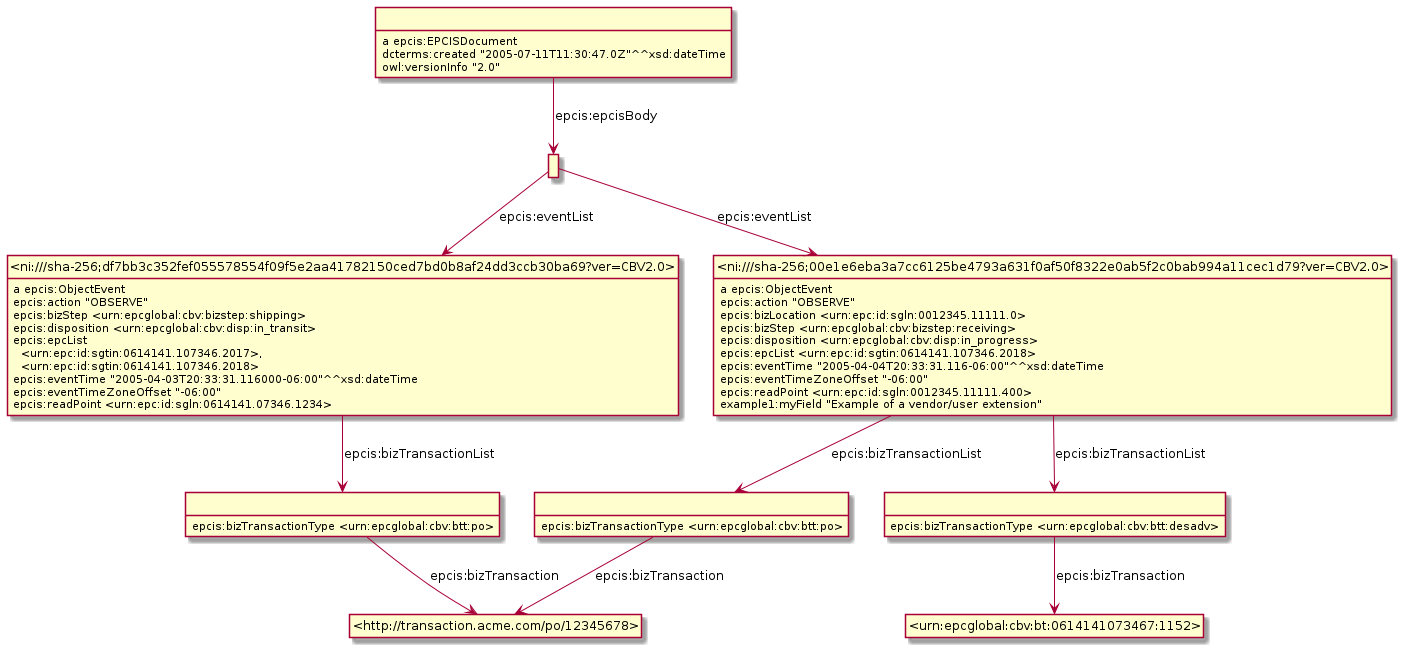 a epcis:EPCISDocument
dcterms:created "2005-07-11T11:30:47.0Z"^^xsd:dateTime
owl:versionInfo "2.0"
epcis:epcisBody
epcis:eventList
epcis:eventList
<ni:///sha-256;df7bb3c352fef055578554f09f5e2aa41782150ced7bd0b8af24dd3ccb30ba69?ver=CBV2.0>
a epcis:ObjectEvent
epcis:action "OBSERVE"
epcis:bizStep <urn:epcglobal:cbv:bizstep:shipping>
epcis:disposition <urn:epcglobal:cbv:disp:in_transit>
epcis:epcList
<urn:epc:id:sgtin:0614141.107346.2017>,
<urn:epc:id:sgtin:0614141.107346.2018>
epcis:eventTime "2005-04-03T20:33:31.116000-06:00"^^xsd:dateTime
epcis:eventTimeZoneOffset "-06:00"
epcis:readPoint <urn:epc:id:sgln:0614141.07346.1234>
<ni:///sha-256;00e1e6eba3a7cc6125be4793a631f0af50f8322e0ab5f2c0bab994a11cec1d79?ver=CBV2.0>
a epcis:ObjectEvent
epcis:action "OBSERVE"
epcis:bizLocation <urn:epc:id:sgln:0012345.11111.0>
epcis:bizStep <urn:epcglobal:cbv:bizstep:receiving>
epcis:disposition <urn:epcglobal:cbv:disp:in_progress>
epcis:epcList <urn:epc:id:sgtin:0614141.107346.2018>
epcis:eventTime "2005-04-04T20:33:31.116-06:00"^^xsd:dateTime
epcis:eventTimeZoneOffset "-06:00"
epcis:readPoint <urn:epc:id:sgln:0012345.11111.400>
example1:myField "Example of a vendor/user extension"
epcis:bizTransactionList
epcis:bizTransactionList
epcis:bizTransactionList
epcis:bizTransactionType <urn:epcglobal:cbv:btt:po>
epcis:bizTransactionType <urn:epcglobal:cbv:btt:po>
epcis:bizTransactionType <urn:epcglobal:cbv:btt:desadv>
epcis:bizTransaction
epcis:bizTransaction
epcis:bizTransaction
<http://transaction.acme.com/po/12345678>
<urn:epcglobal:cbv:bt:0614141073467:1152>